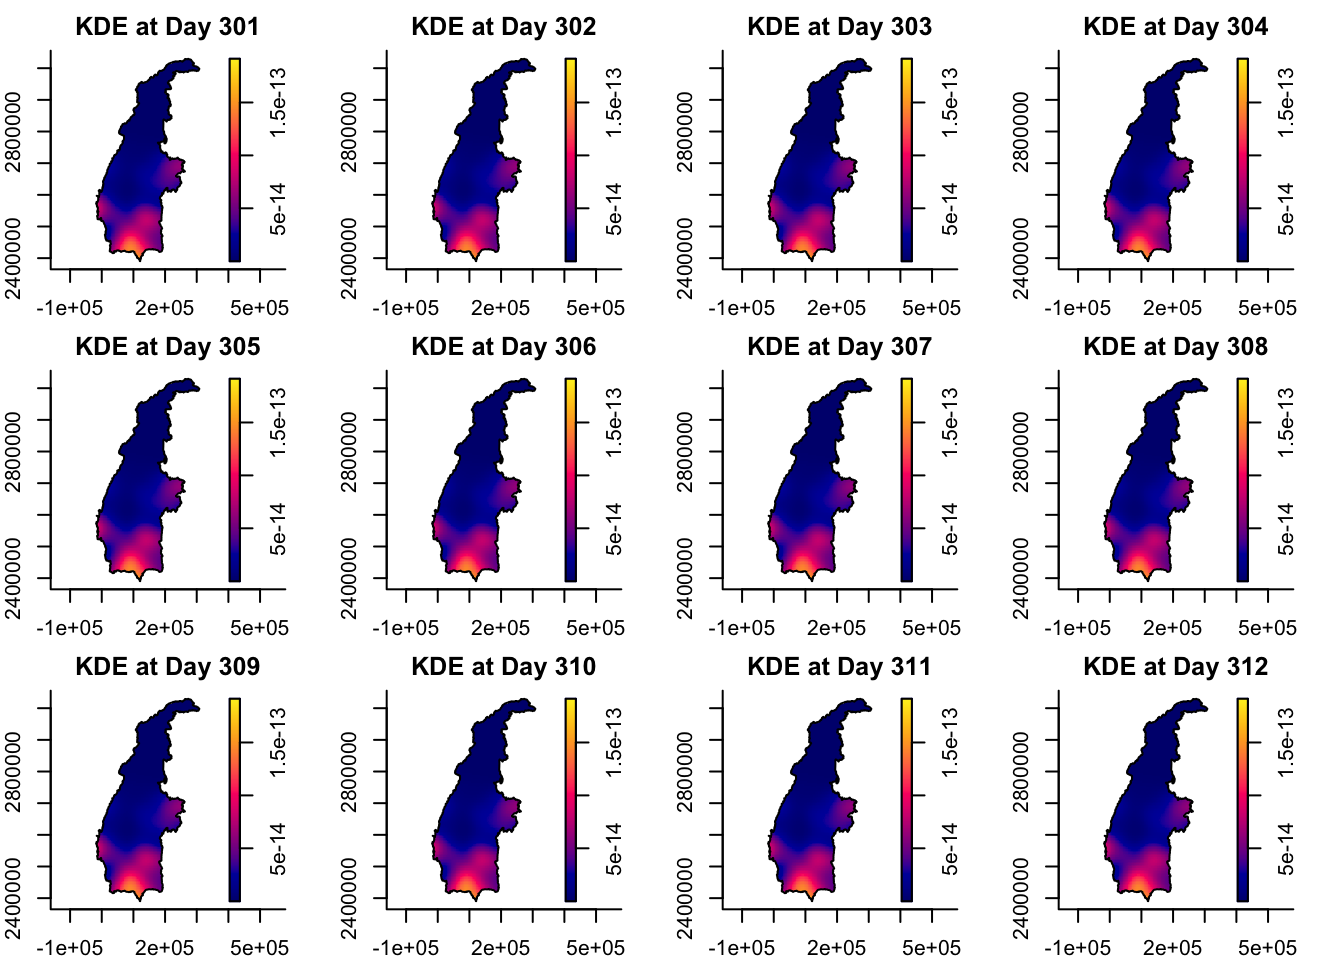 KDE at Day 301
2400000 2800000
5e-14 1.5e-13
-1e+05 2e+05 5e+05
KDE at Day 302
2400000 2800000
5e-14 1.5e-13
-1e+05 2e+05 5e+05
KDE at Day 303
2400000 2800000
5e-14 1.5e-13
-1e+05 2e+05 5e+05
KDE at Day 304
2400000 2800000
5e-14 1.5e-13
-1e+05 2e+05 5e+05
KDE at Day 305
2400000 2800000
5e-14 1.5e-13
-1e+05 2e+05 5e+05
KDE at Day 306
2400000 2800000
5e-14 1.5e-13
-1e+05 2e+05 5e+05
KDE at Day 307
2400000 2800000
5e-14 1.5e-13
-1e+05 2e+05 5e+05
KDE at Day 308
2400000 2800000
5e-14 1.5e-13
-1e+05 2e+05 5e+05
KDE at Day 309
2400000 2800000
5e-14 1.5e-13
-1e+05 2e+05 5e+05
KDE at Day 310
2400000 2800000
5e-14 1.5e-13
-1e+05 2e+05 5e+05
KDE at Day 311
2400000 2800000
5e-14 1.5e-13
-1e+05 2e+05 5e+05
KDE at Day 312
2400000 2800000
5e-14 1.5e-13
-1e+05 2e+05 5e+05